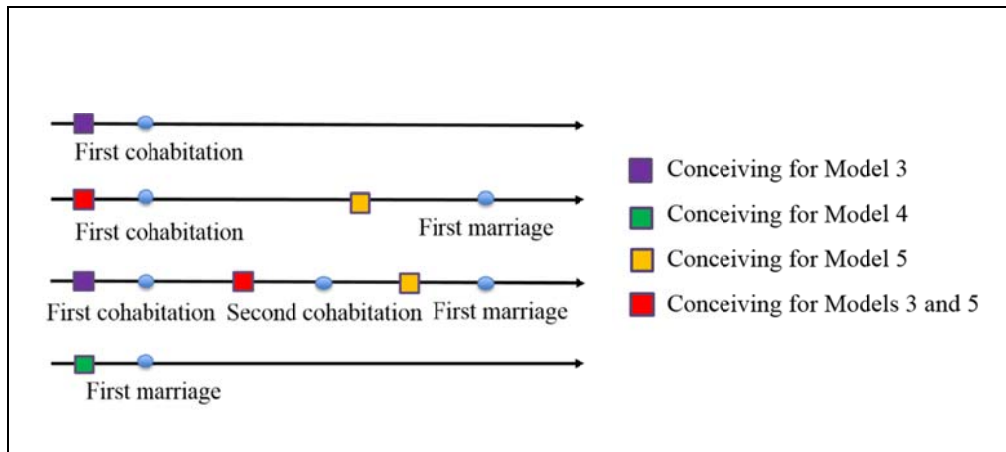 First cohabitation
First cohabitation First marriage
First cohabitation Second cohabitation First marriage
First marriage
Conceiving for Model 3
Conceiving for Model 4
Conceiving for Model 5
Conceiving for Models 3 and 5